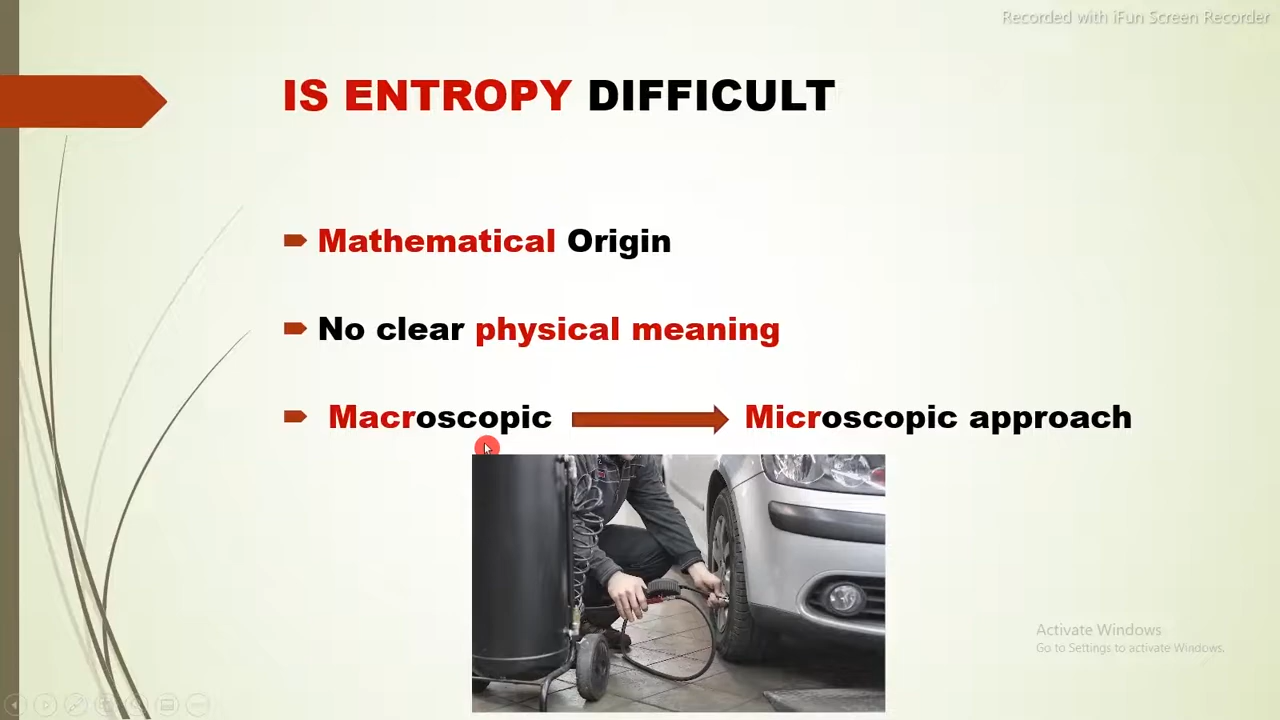 Recorded with iFun Screen Recorder
IS ENTROPY DIFFICULT
Mathematical Origin
No clear physical meaning
Macroscopic Microscopic approach
Activate Windows
Go to Settings to activate Windows.